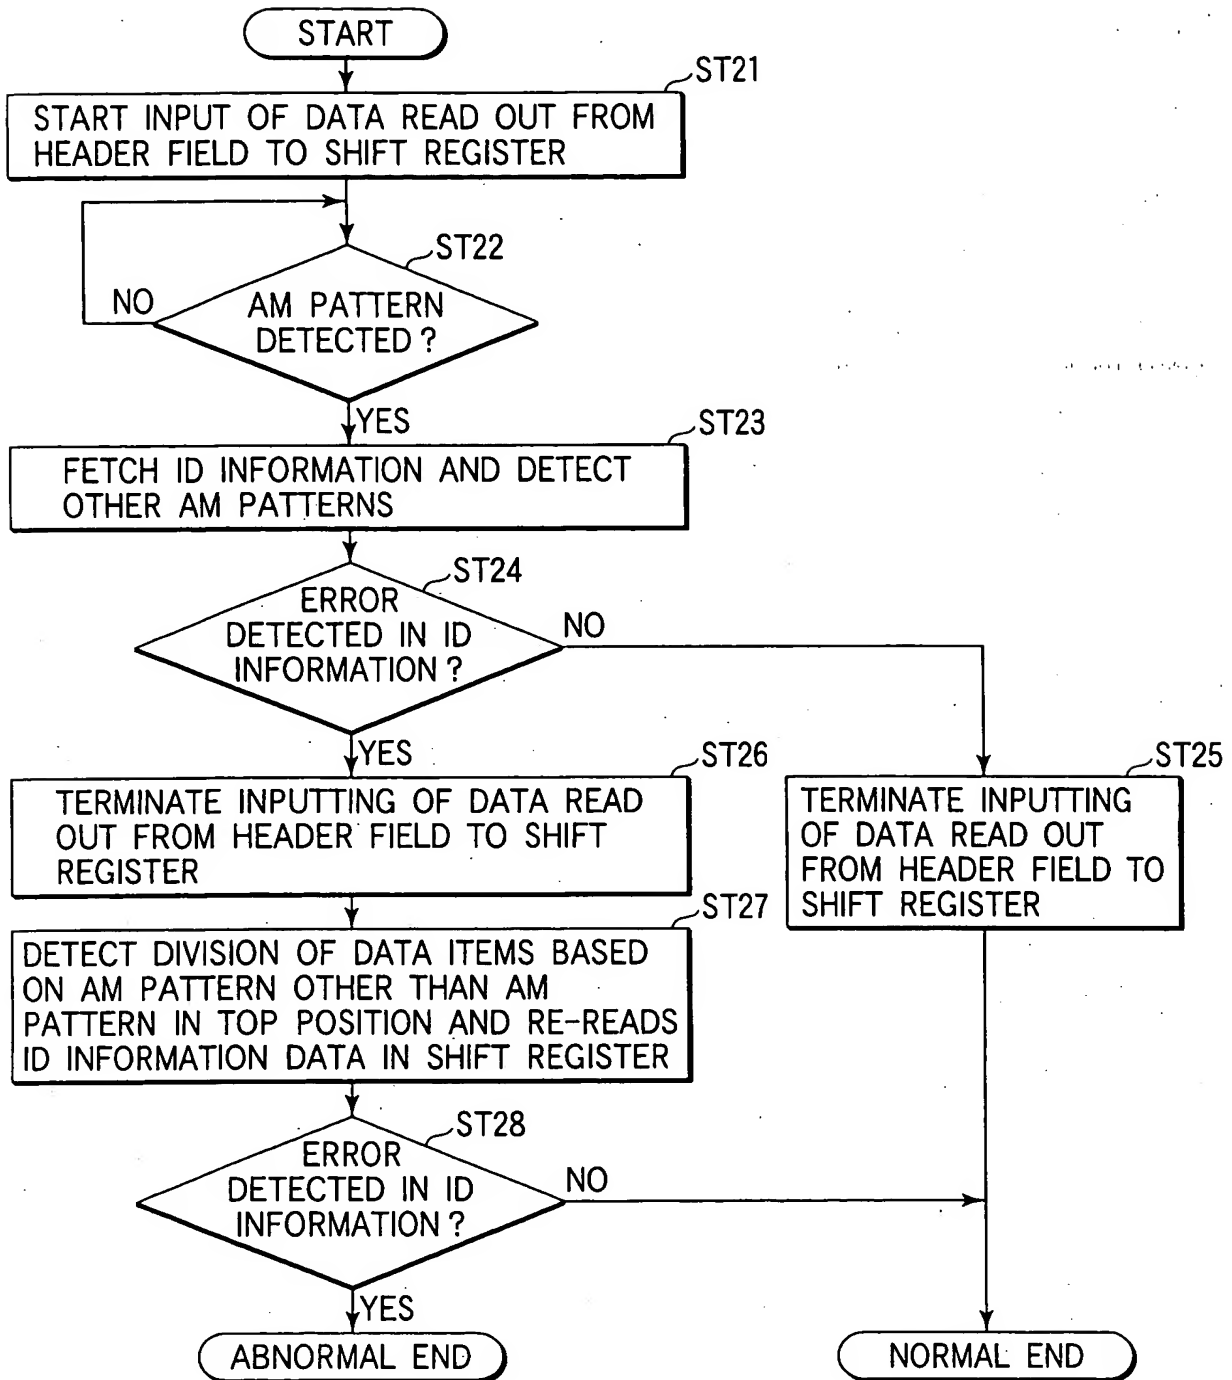 START
ST21
START INPUT OF DATA READ OUT FROM
HEADER FIELD TO SHIFT REGISTER
ST22
NO
AM PATTERN
DETECTED?
YES
ST23
FETCH ID INFORMATION AND DETECT
OTHER AM PATTERNS
ST24
ERROR
DETECTED IN ID
INFORMATION?
NO
YES
ST26
TERMINATE INPUTTING OF DATA READ
OUT FROM HEADER FIELD TO SHIFT
REGISTER
ST25
TERMINATE INPUTTING
OF DATA READ OUT
FROM HEADER FIELD TO
SHIFT REGISTER
ST27
DETECT DIVISION OF DATA ITEMS BASED
ON AM PATTERN OTHER THAN AM
PATTERN IN TOP POSITION AND RE-READS
ID INFORMATION DATA IN SHIFT REGISTER
ST28
ERROR
DETECTED IN ID
INFORMATION?
NO
YES
ABNORMAL END
NORMAL END